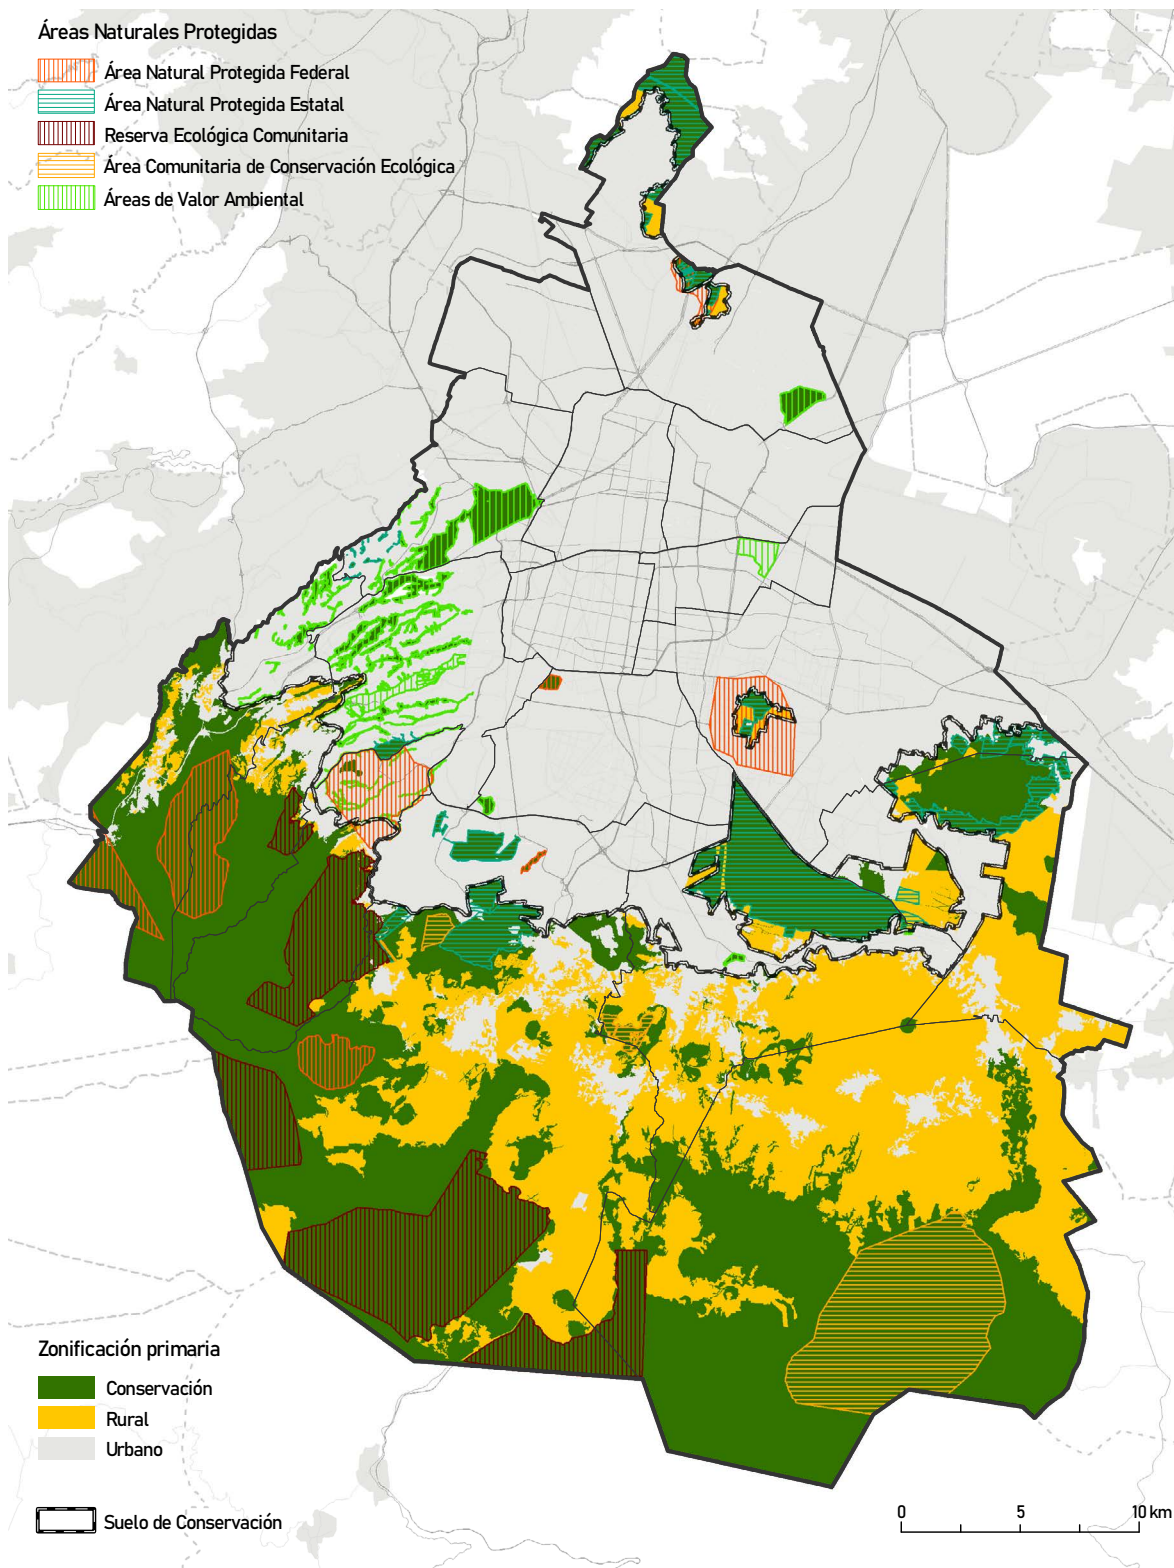 Áreas Naturales Protegidas
Área Natural Protegida Federal
Área Natural Protegida Estatal
Reserva Ecológica Comunitaria
Área Comunitaria de Conservación Ecológica
Áreas de Valor Ambiental
Zonificación primaria
Conservación
Rural
Urbano
Suelo de Conservación
0 5 10 km